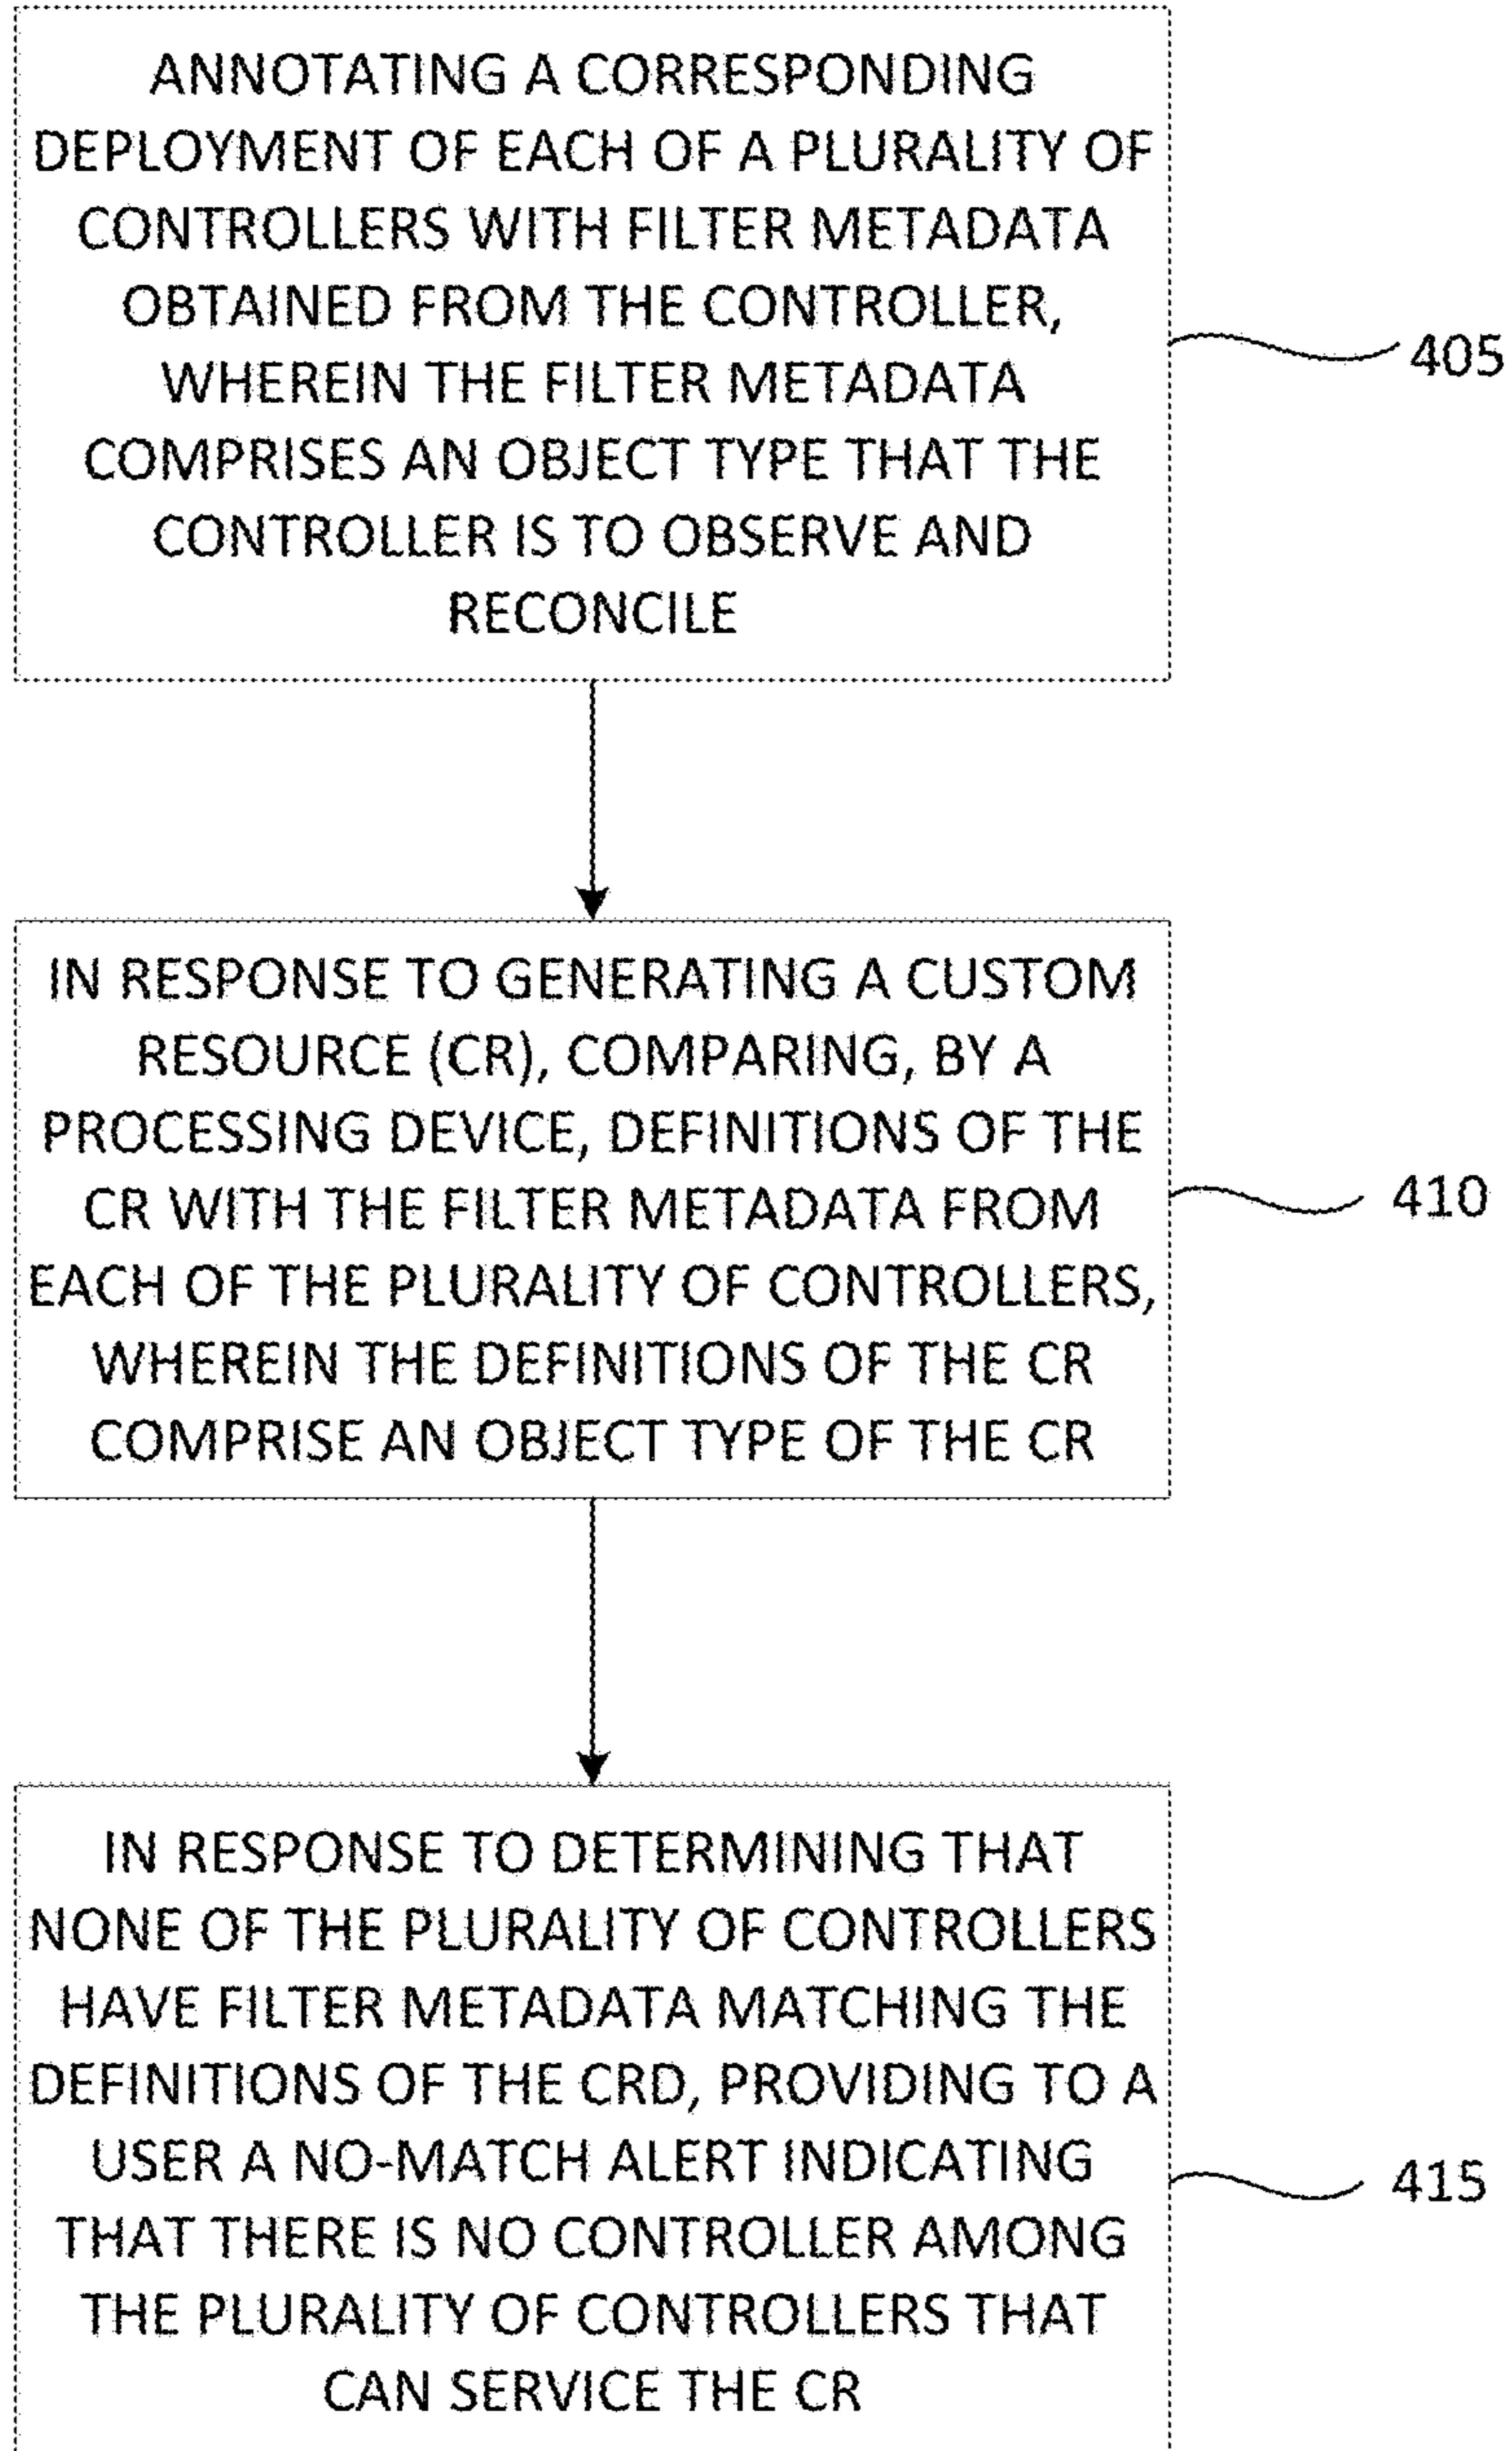 ANNOTATING A CORRESPONDING
DEPLOYMENT OF EACH OF A PLURALITY OF
CONTROLLERS WITH FILTER METADATA
OBTAINED FROM THE CONTROLLER,
WHEREIN THE FILTER METADATA
COMPRISES AN OBJECT TYPE THAT THE
CONTROLLER IS TO OBSERVE AND
RECONCILE
405
IN RESPONSE TO GENERATING A CUSTOM
RESOURCE (CR), COMPARING, BY A
PROCESSING DEVICE, DEFINITIONS OF THE
CR WITH THE FILTER METADATA FROM
EACH OF THE PLURALITY OF CONTROLLERS,
WHEREIN THE DEFINITIONS OF THE CR
COMPRISE AN OBJECT TYPE OF THE CR
410
IN RESPONSE TO DETERMINING THAT
NONE OF THE PLURALITY OF CONTROLLERS
HAVE FILTER METADATA MATCHING THE
DEFINITIONS OF THE CRD, PROVIDING TO A
USER A NO-MATCH ALERT INDICATING
THAT THERE IS NO CONTROLLER AMONG
THE PLURALITY OF CONTROLLERS THAT
CAN SERVICE THE CR
415